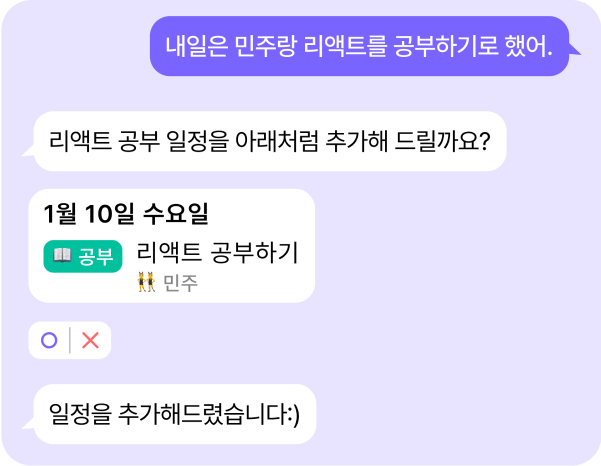 내일은 민주랑 리액트를 공부하기로 했어.
리액트 공부 일정을 아래처럼 추가해 드릴까요?
1월 10일 수요일
📖 공부 리액트 공부하기
👯 민주
일정을 추가해드렸습니다:)